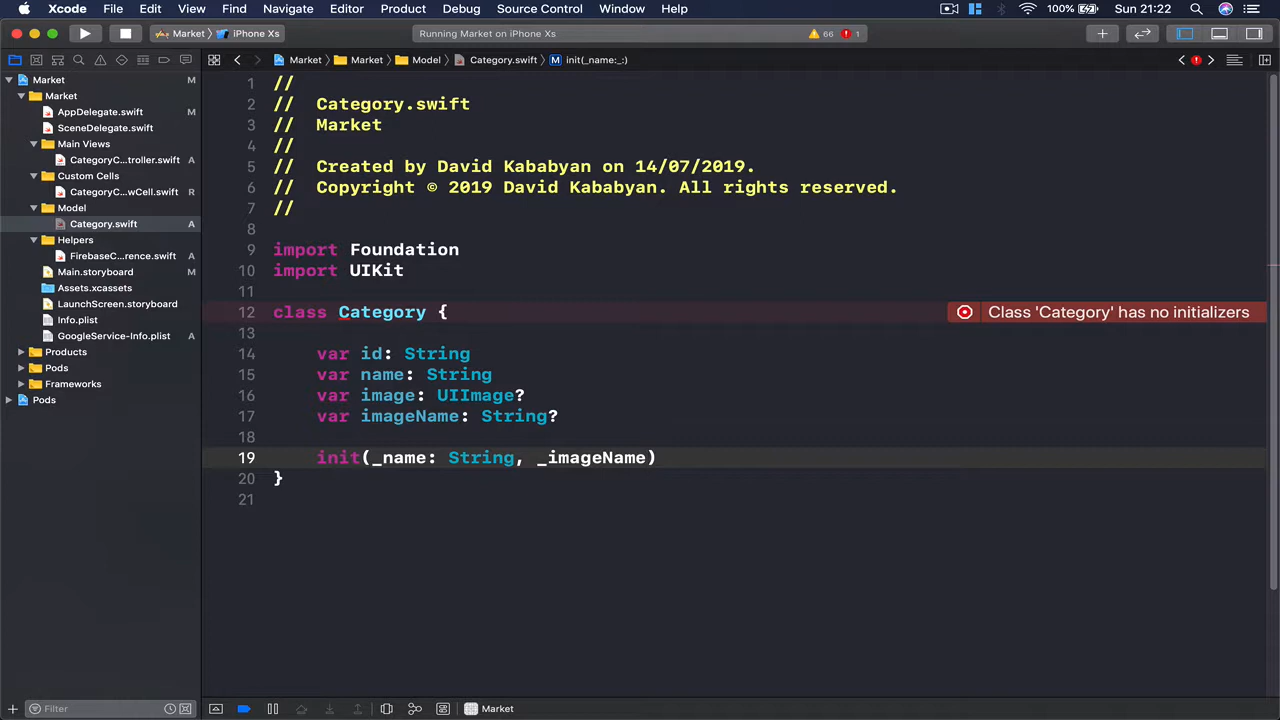 Xcode File Edit View Find Navigate Editor Product Debug Source Control Window Help 100% Sun 21:22
Market iPhone Xs Running Market on iPhone Xs 66 1
Market Market Model Category.swift M init(_name:_:)
Market M
Market
AppDelegate.swift M
SceneDelegate.swift
Main Views
CategoryC...troller.swift A
Custom Cells
CategoryC...wCell.swift R
Model
Category.swift A
Helpers
FirebaseC...rence.swift A
Main.storyboard M
Assets.xcassets
LaunchScreen.storyboard
Info.plist
GoogleService-Info.plist A
Products
Pods
Frameworks
Pods
1 //
2 // Category.swift
3 // Market
4 //
5 // Created by David Kababyan on 14/07/2019.
6 // Copyright © 2019 David Kababyan. All rights reserved.
7 //
8
9 import Foundation
10 import UIKit
11
12 class Category { Class 'Category' has no initializers
13
14 var id: String
15 var name: String
16 var image: UIImage?
17 var imageName: String?
18
19 init(_name: String, _imageName)
20 }
21
Filter Market